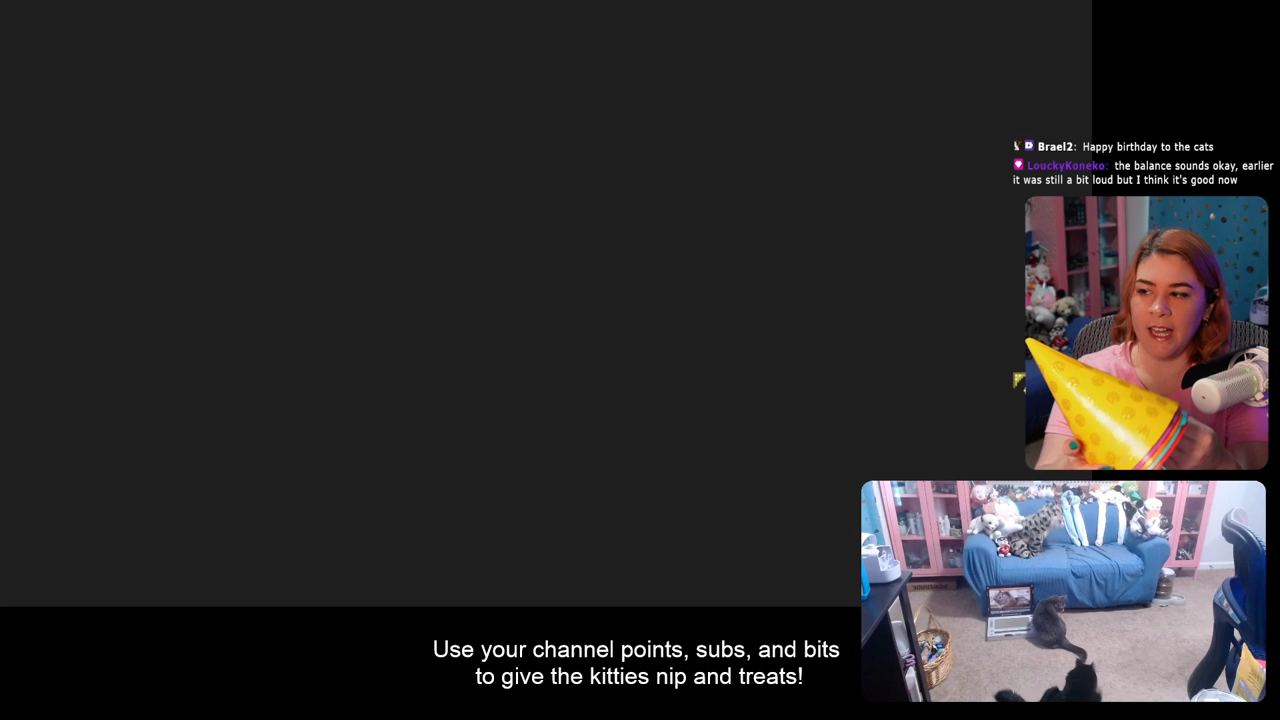 Brael2: Happy birthday to the cats
LouckyKoneko: the balance sounds okay, earlier
it was still a bit loud but I think it's good now
Use your channel points, subs, and bits
to give the kitties nip and treats!